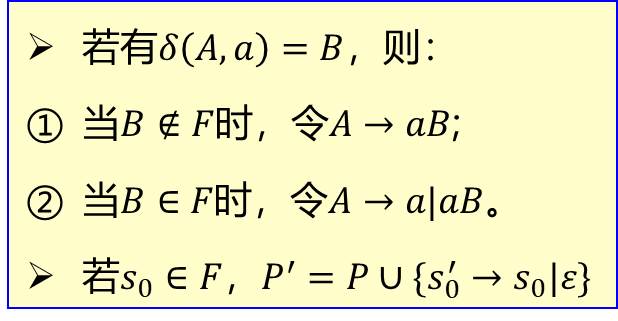 ➢ 若有δ(A, a) = B，则：
① 当B ∉ F时，令A → aB;
② 当B ∈ F时，令A → a|aB。
➢ 若s₀ ∈ F，P′ = P ∪ {s₀′ → s₀|ε}